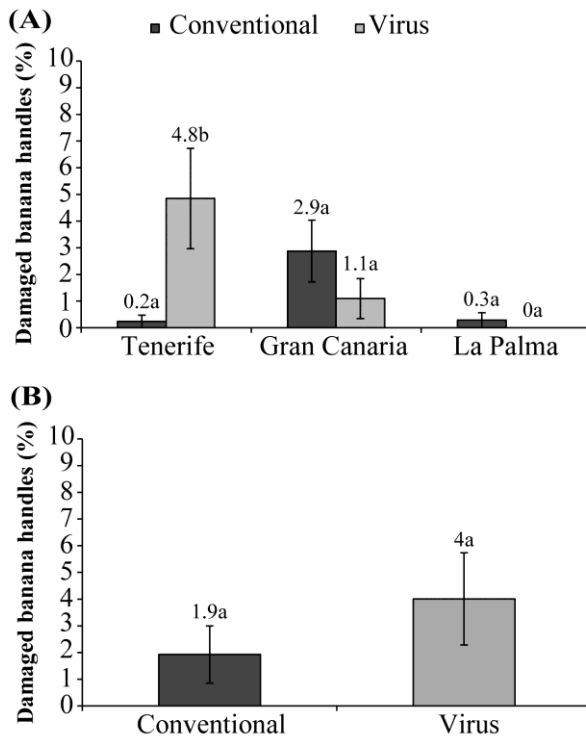 (A)
Conventional Virus
Damaged banana handles (%)
10
9
8
7
6
5
4
3
2
1
0
0.2a
4.8b
2.9a
1.1a
0.3a
0a
Tenerife Gran Canaria La Palma
(B)
Damaged banana handles (%)
10
9
8
7
6
5
4
3
2
1
0
1.9a
4a
Conventional Virus